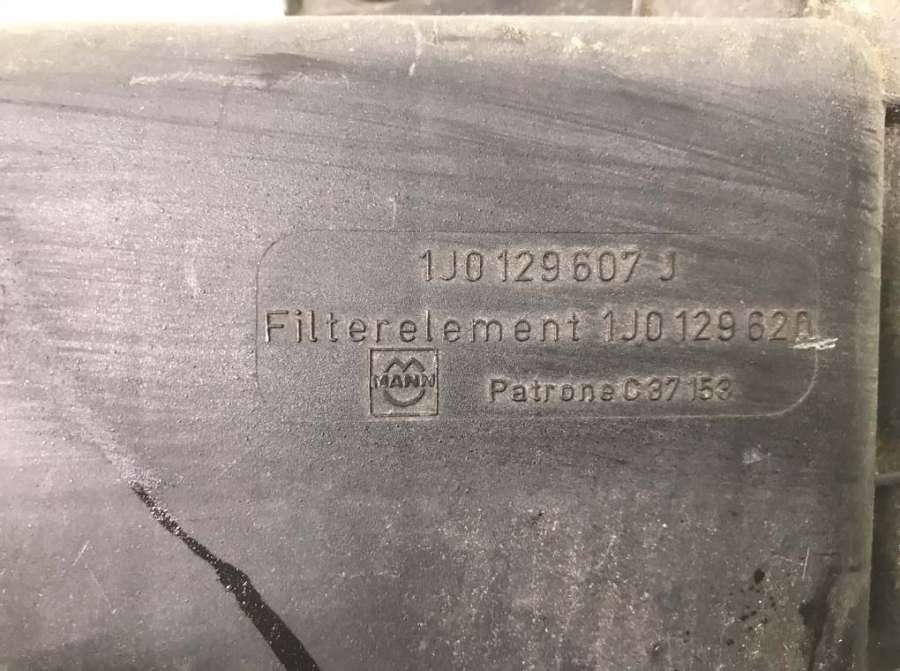 1J0 129 607 J
Filterelement 1J0 129 620
MANN
Patrone C 37 153